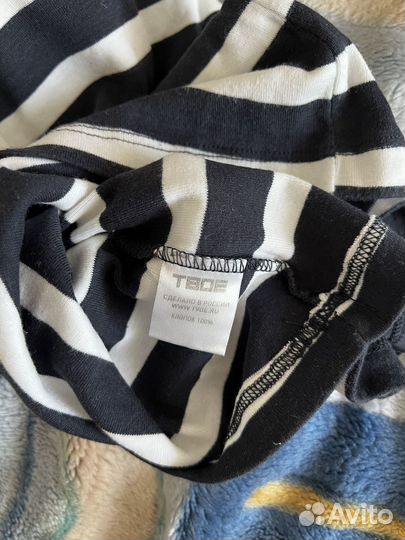 ТВОЕ
СДЕЛАНО В РОССИИ
WWW.TVOE.RU
ХЛОПОК 100%
Avito